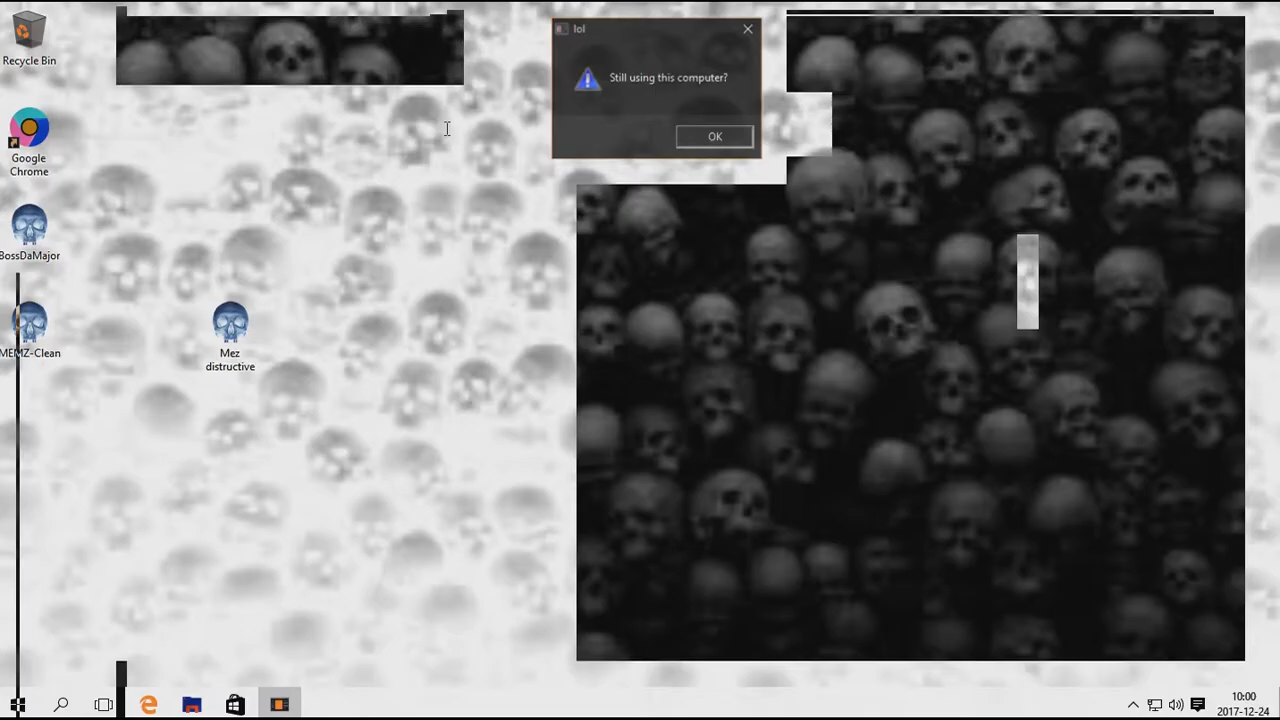 Recycle Bin
lol
Still using this computer?
OK
Google
Chrome
BossDaMajor
MEMZ-Clean
Mez
distructive
10:00
2017-12-24